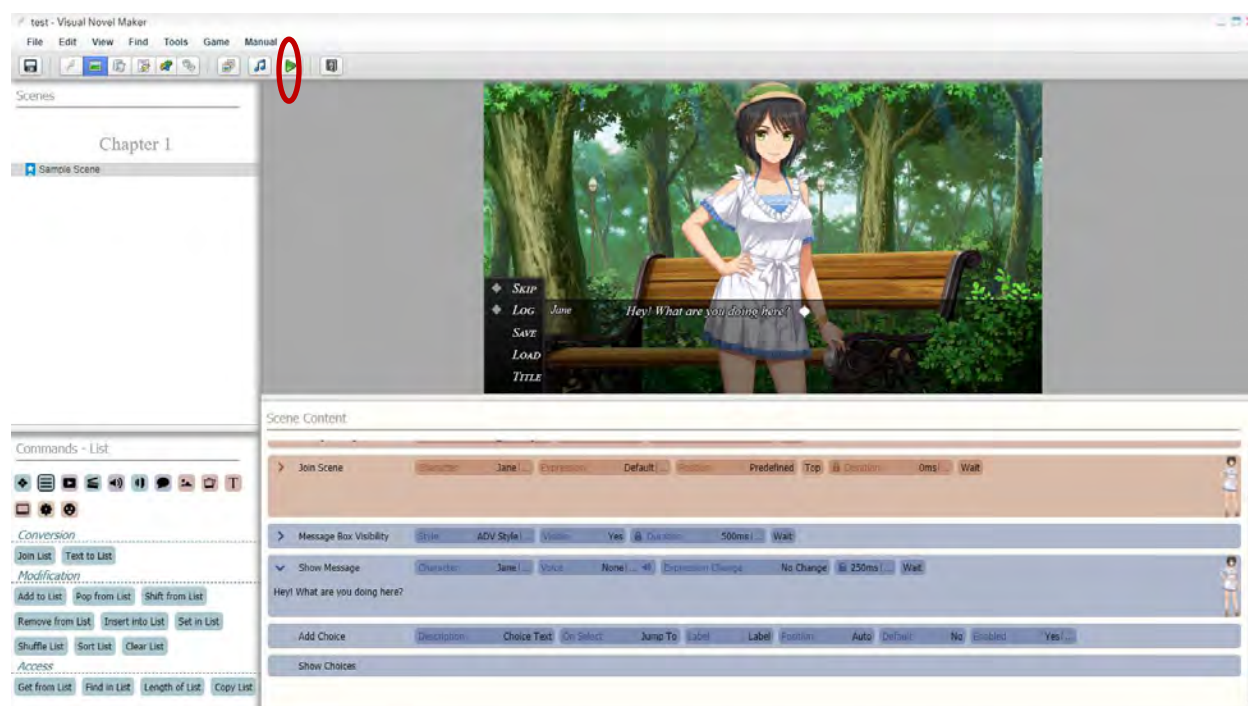 test - Visual Novel Maker
File Edit View Find Tools Game Manual
Scenes
Chapter 1
Sample Scene
SKIP
LOG Jane Hey! What are you doing here?
SAVE
LOAD
TITLE
Scene Content
Commands - List
T
Conversion
Join List Text to List
Modification
Add to List Pop from List Shift from List
Remove from List Insert into List Set in List
Shuffle List Sort List Clear List
Access
Get from List Find in List Length of List Copy List
Join Scene Character: Jane Expression: Default Position: Predefined Top Duration: 0ms Wait
Message Box Visibility Style: ADV Style Visible: Yes Duration: 500ms Wait
Show Message Character: Jane Voice: None Expression Change: No Change 250ms Wait
Hey! What are you doing here?
Add Choice Description: Choice Text On Select: Jump To Label: Label Position: Auto Default: No Enabled: Yes
Show Choices